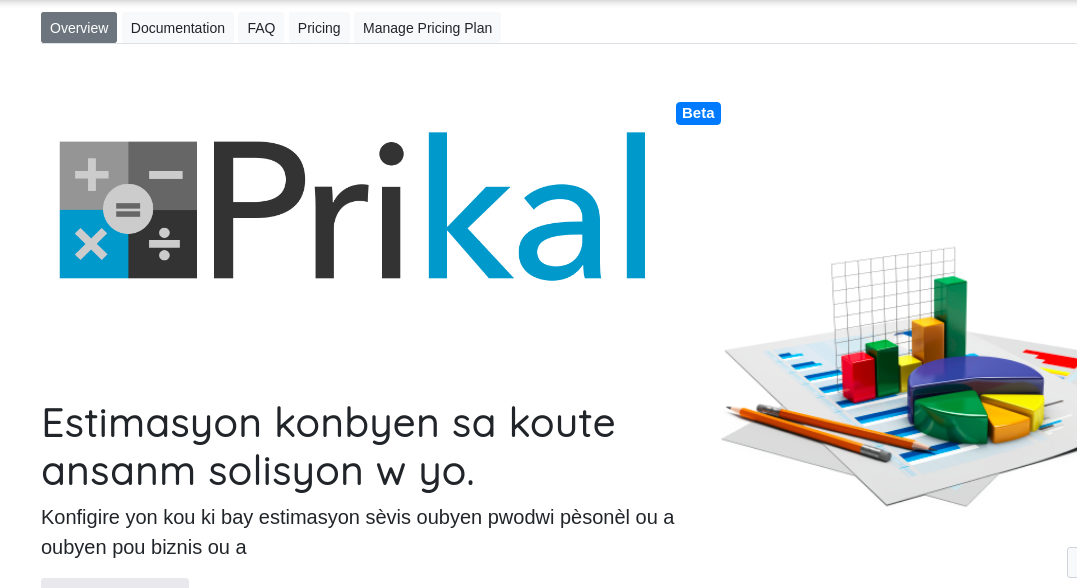 Overview Documentation FAQ Pricing Manage Pricing Plan
Beta
Prikal
Estimasyon konbyen sa koute
ansanm solisyon w yo.
Konfigire yon kou ki bay estimasyon sèvis oubyen pwodwi pèsonèl ou a
oubyen pou biznis ou a